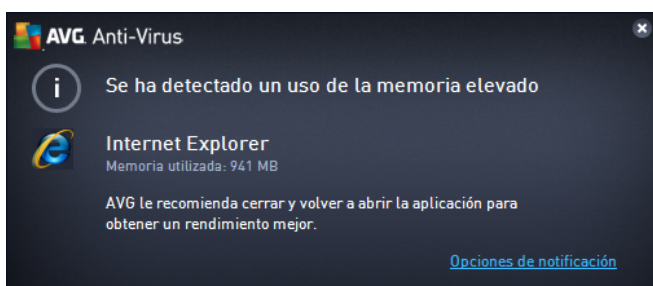 AVG. Anti-Virus
Se ha detectado un uso de la memoria elevado
Internet Explorer
Memoria utilizada: 941 MB
AVG le recomienda cerrar y volver a abrir la aplicación para
obtener un rendimiento mejor.
Opciones de notificación